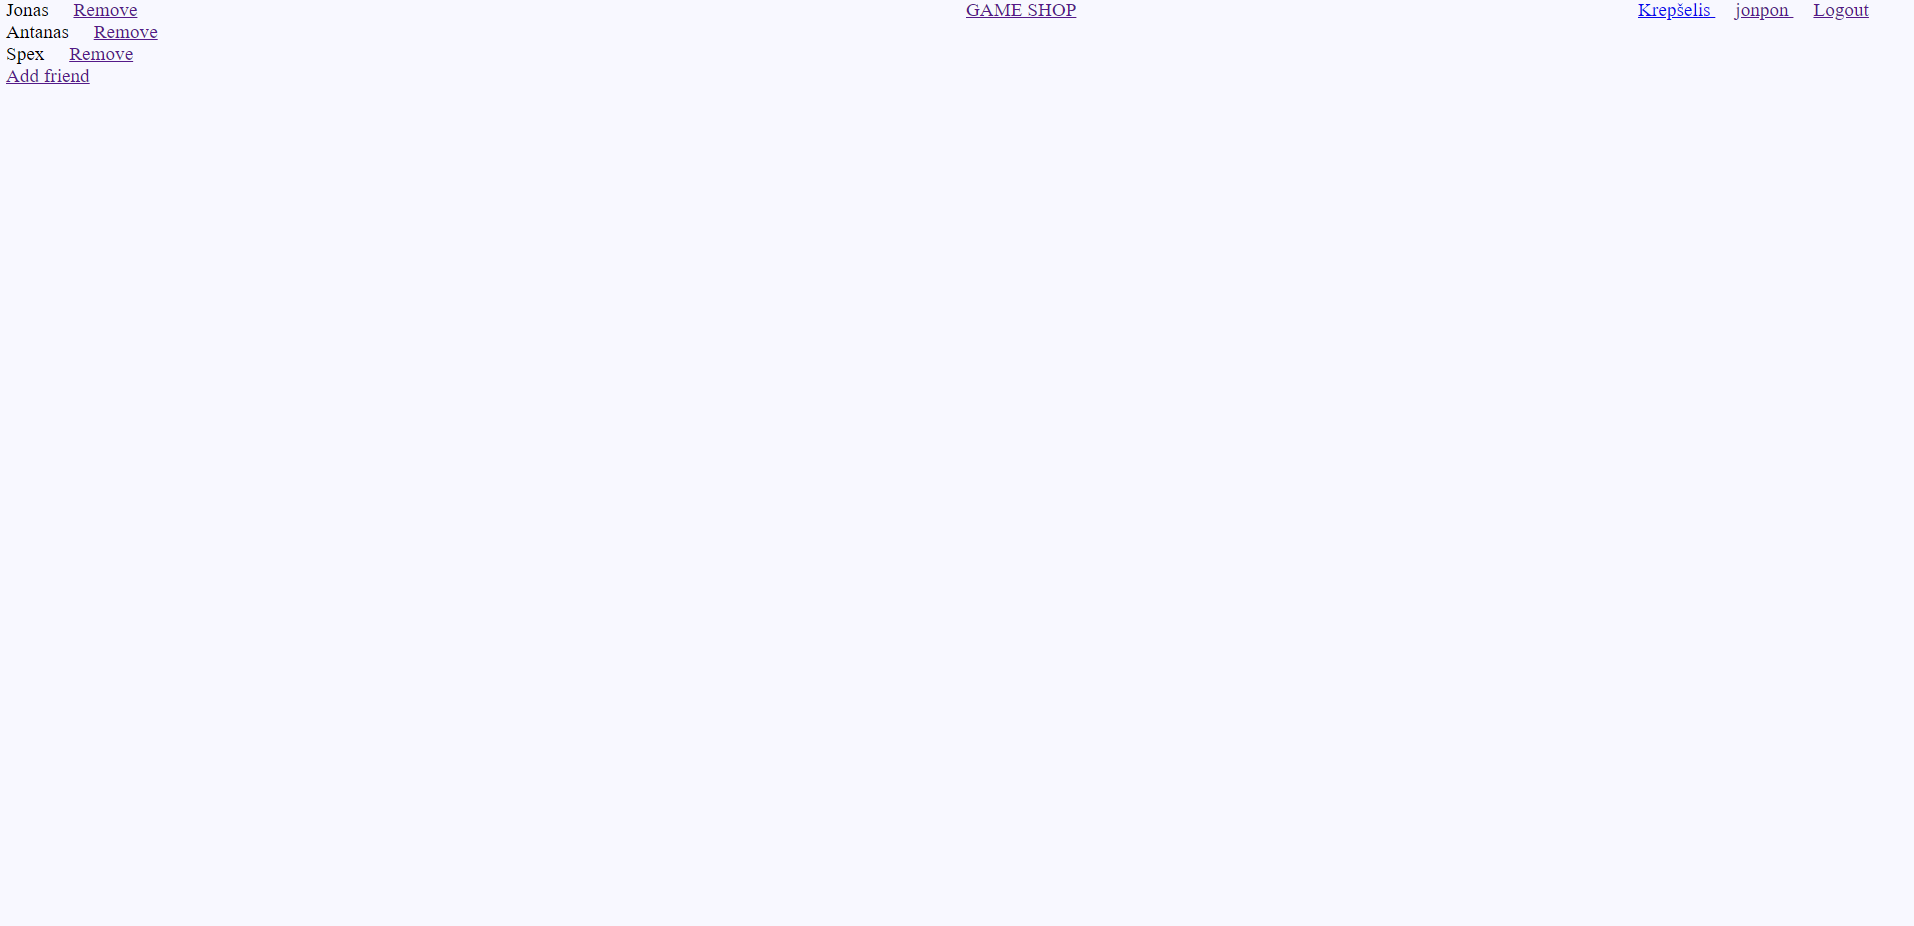 Jonas Remove GAME SHOP Krepšelis jonpon Logout
Antanas Remove
Spex Remove
Add friend